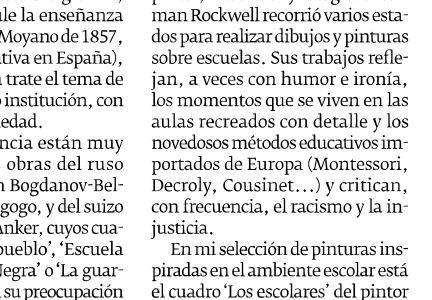 ule la enseñanza
Moyano de 1857,
ativa en España),
trate el tema de
institución, con
edad.
ncia están muy
obras del ruso
n Bogdanov-Bel-
gogo, y del suizo
Anker, cuyos cua-
pueblo’, ‘Escuela
Negra’ o ‘La guar-
su preocupación
man Rockwell recorrió varios esta-
dos para realizar dibujos y pinturas
sobre escuelas. Sus trabajos refle-
jan, a veces con humor e ironía,
los momentos que se viven en las
aulas recreados con detalle y los
novedosos métodos educativos im-
portados de Europa (Montessori,
Decroly, Cousinet...) y critican,
con frecuencia, el racismo y la in-
justicia.
En mi selección de pinturas ins-
piradas en el ambiente escolar está
el cuadro ‘Los escolares’ del pintor